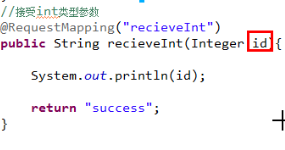 //接受int类型参数
@RequestMapping("recieveInt")
public String recieveInt(Integer id){
System.out.println(id);
return "success";
}